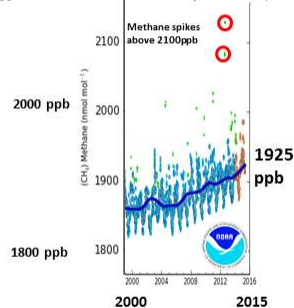 Methane spikes
above 2100ppb
2100
2000 ppb
2000
(CH₄) Methane (nmol mol⁻¹)
1900
1925
ppb
1800 ppb
1800
NOAA
2000 2004 2008 2012 2016
2000 2015